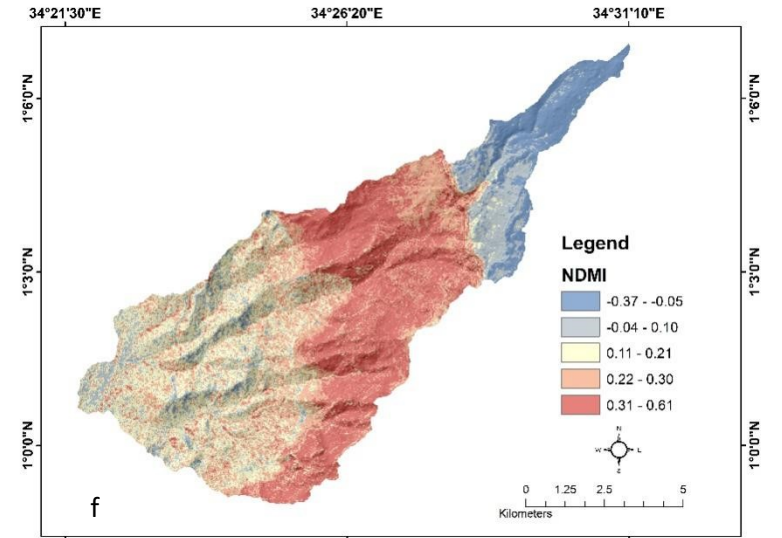 34°21'30"E 34°26'20"E 34°31'10"E
1°6'0"N 1°6'0"N
1°3'0"N 1°3'0"N
1°0'0"N 1°0'0"N
Legend
NDMI
-0.37 - -0.05
-0.04 - 0.10
0.11 - 0.21
0.22 - 0.30
0.31 - 0.61
N
W L
0 1.25 2.5 5
Kilometers
f